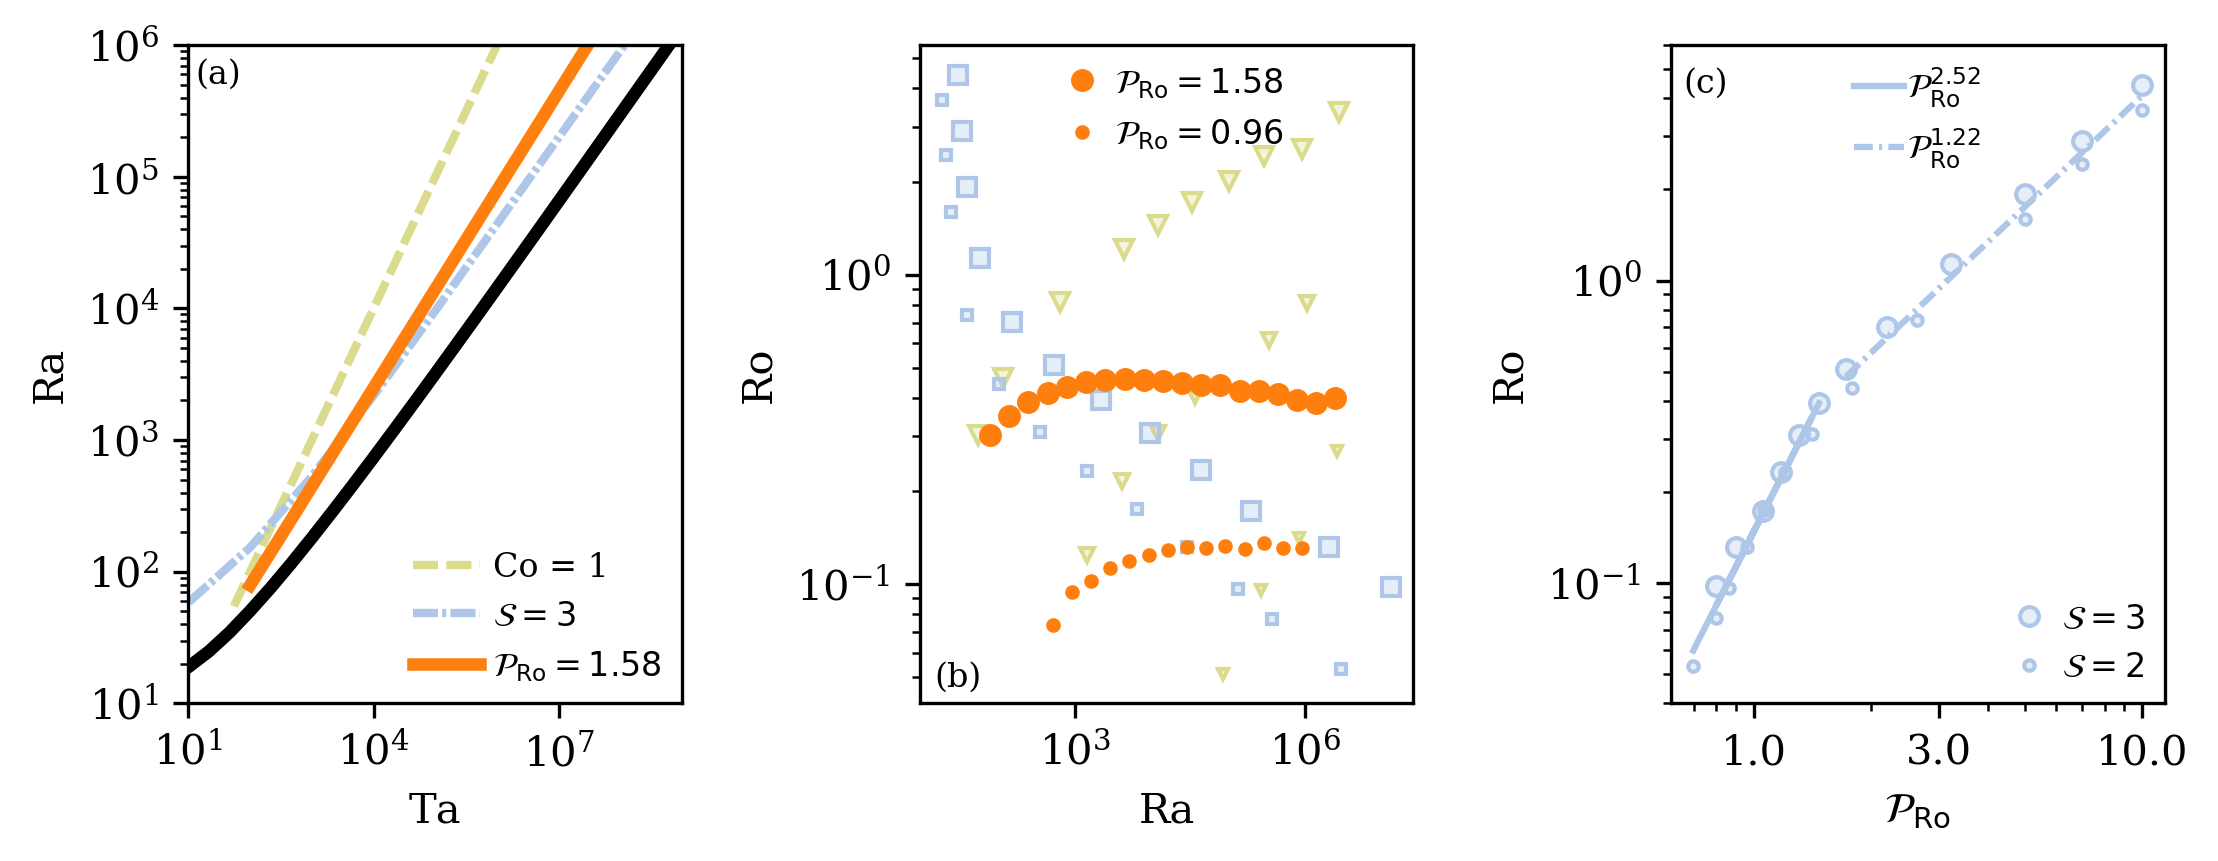 (a)
10^6
10^5
10^4
10^3
10^2
10^1
Ra
10^1 10^4 10^7
Ta
Co = 1
𝒮 = 3
𝒫_Ro = 1.58
𝒫_Ro = 1.58
𝒫_Ro = 0.96
10^0
10^−1
Ro
(b)
10^3 10^6
Ra
(c)
𝒫_Ro^2.52
𝒫_Ro^1.22
10^0
10^−1
Ro
𝒮 = 3
𝒮 = 2
1.0 3.0 10.0
𝒫_Ro